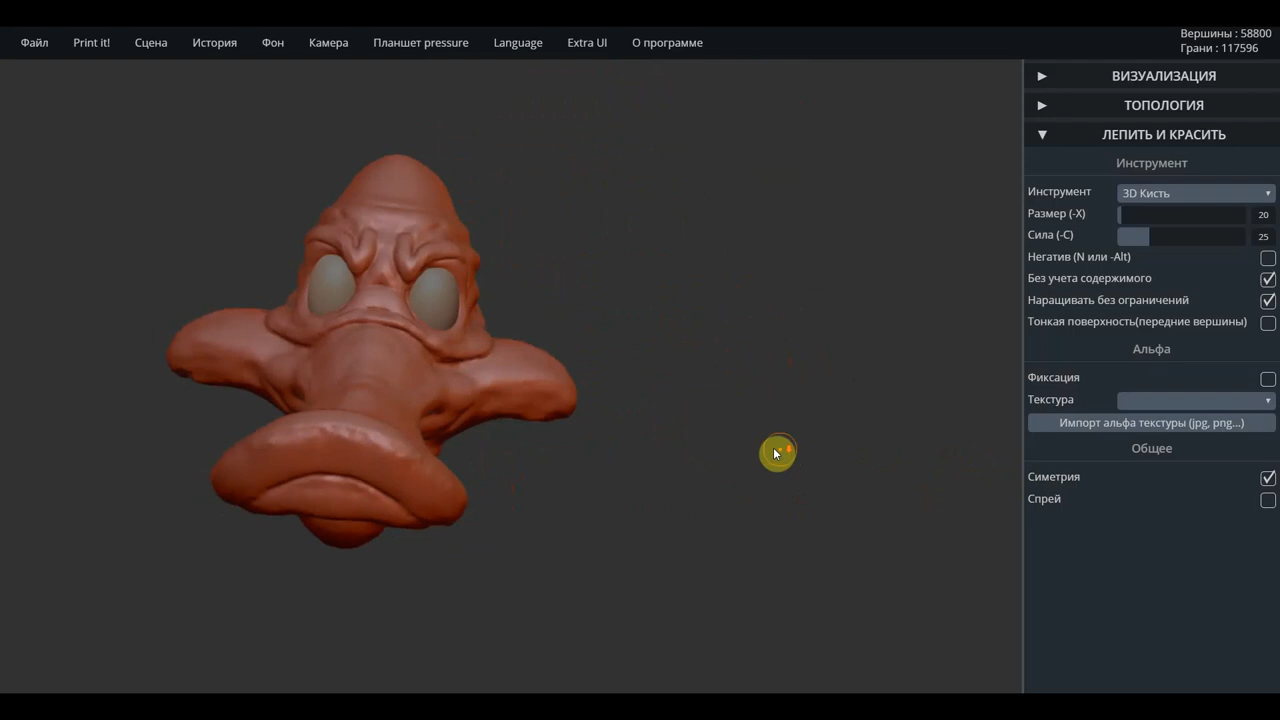 Файл Print it! Сцена История Фон Камера Планшет pressure Language Extra UI О программе
Вершины : 58800
Грани : 117596
ВИЗУАЛИЗАЦИЯ
ТОПОЛОГИЯ
ЛЕПИТЬ И КРАСИТЬ
Инструмент
Инструмент 3D Кисть
Размер (-X) 20
Сила (-C) 25
Негатив (N или -Alt)
Без учета содержимого
Наращивать без ограничений
Тонкая поверхность(передние вершины)
Альфа
Фиксация
Текстура
Импорт альфа текстуры (jpg, png...)
Общее
Симетрия
Спрей